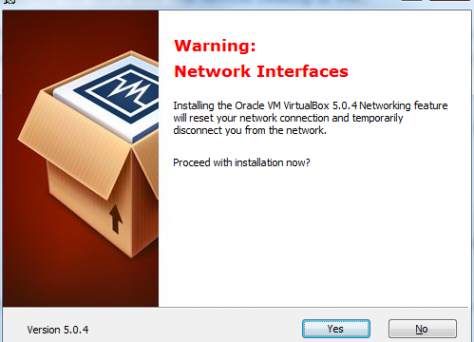 Warning:
Network Interfaces
Installing the Oracle VM VirtualBox 5.0.4 Networking feature
will reset your network connection and temporarily
disconnect you from the network.
Proceed with installation now?
Version 5.0.4
Yes
No